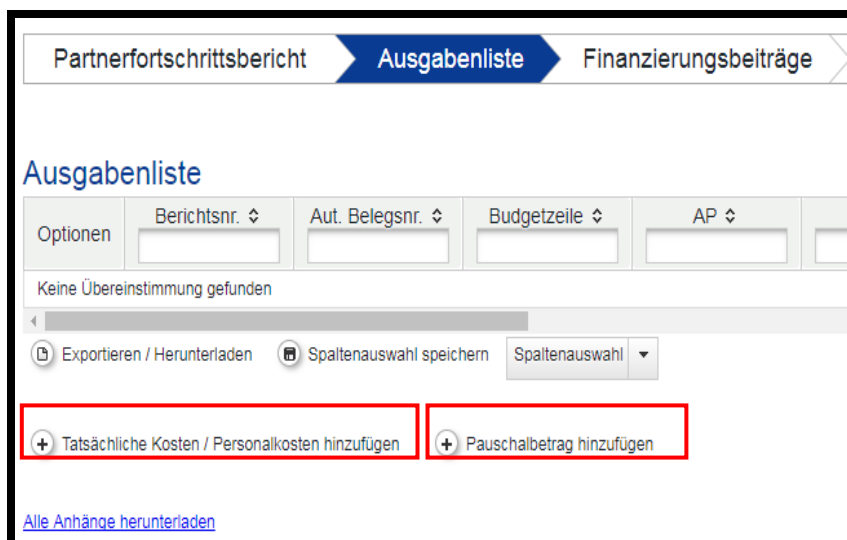 Partnerfortschrittsbericht Ausgabenliste Finanzierungsbeiträge
Ausgabenliste
Optionen Berichtsnr. Aut. Belegsnr. Budgetzeile AP
Keine Übereinstimmung gefunden
Exportieren / Herunterladen Spaltenauswahl speichern Spaltenauswahl
Tatsächliche Kosten / Personalkosten hinzufügen Pauschalbetrag hinzufügen
Alle Anhänge herunterladen